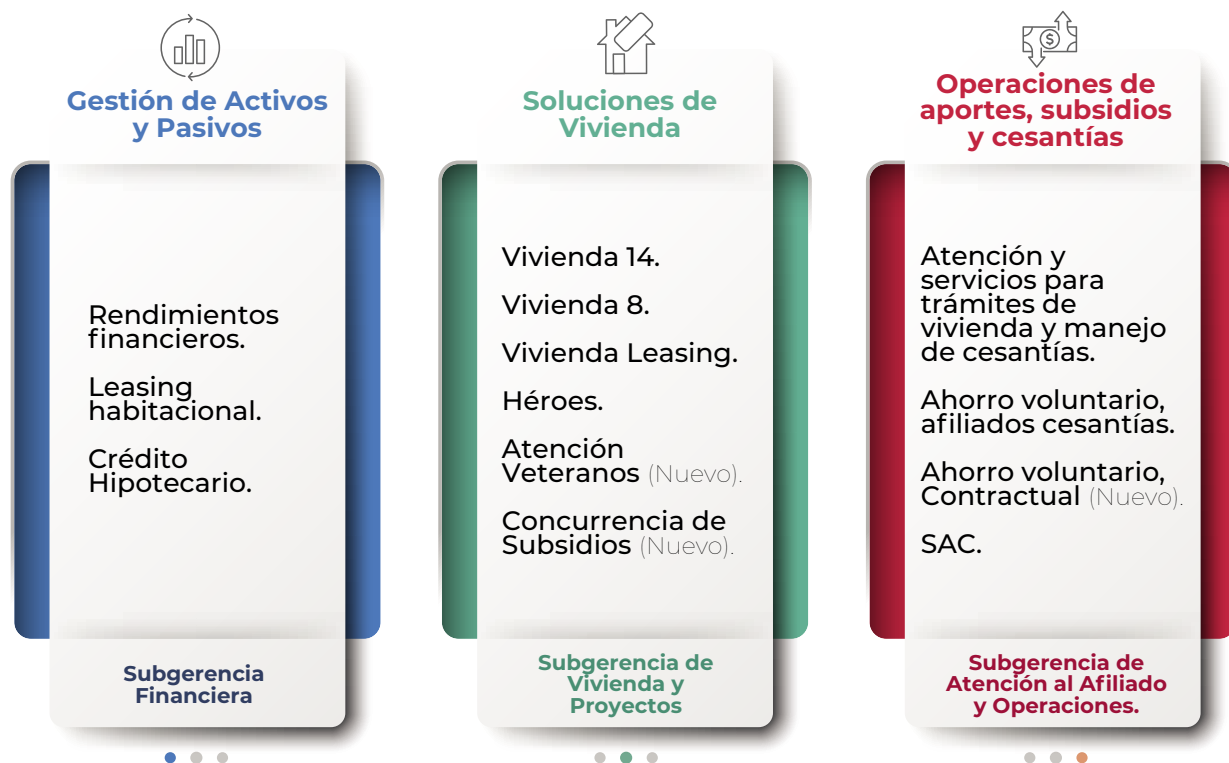 Gestión de Activos
y Pasivos
Rendimientos
financieros.
Leasing
habitacional.
Crédito
Hipotecario.
Subgerencia
Financiera
Soluciones de
Vivienda
Vivienda 14.
Vivienda 8.
Vivienda Leasing.
Héroes.
Atención
Veteranos (Nuevo).
Concurrencia de
Subsidios (Nuevo).
Subgerencia de
Vivienda y
Proyectos
$
Operaciones de
aportes, subsidios
y cesantías
Atención y
servicios para
trámites de
vivienda y manejo
de cesantías.
Ahorro voluntario,
afiliados cesantías.
Ahorro voluntario,
Contractual (Nuevo).
SAC.
Subgerencia de
Atención al Afiliado
y Operaciones.